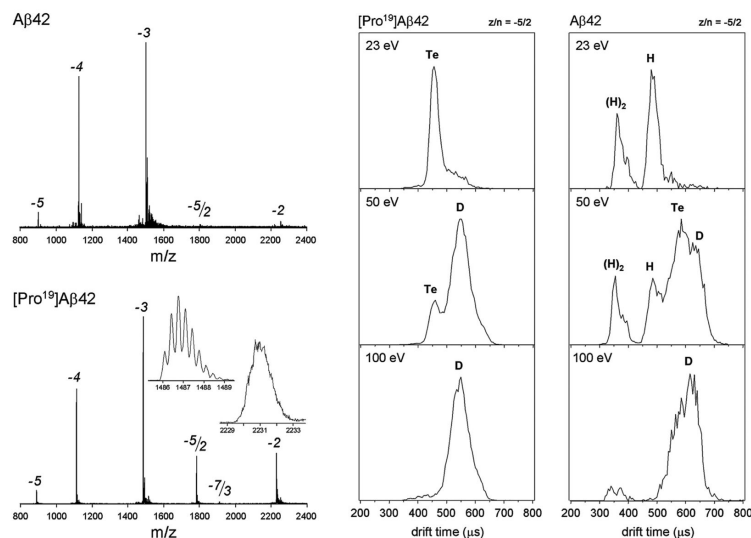 Aβ42
-3
-4
-5
-5/2
-2
800 1000 1200 1400 1600 1800 2000 2200 2400
m/z
[Pro¹⁹]Aβ42
-3
-4
-5
-5/2
-7/3
-2
1486 1487 1488 1489
2229 2231 2233
800 1000 1200 1400 1600 1800 2000 2200 2400
m/z
[Pro¹⁹]Aβ42 z/n = -5/2
23 eV
Te
50 eV
D
Te
100 eV
D
200 300 400 500 600 700 800
drift time (μs)
Aβ42 z/n = -5/2
23 eV
H
(H)₂
50 eV
Te
D
(H)₂ H
100 eV
D
200 300 400 500 600 700 800
drift time (μs)